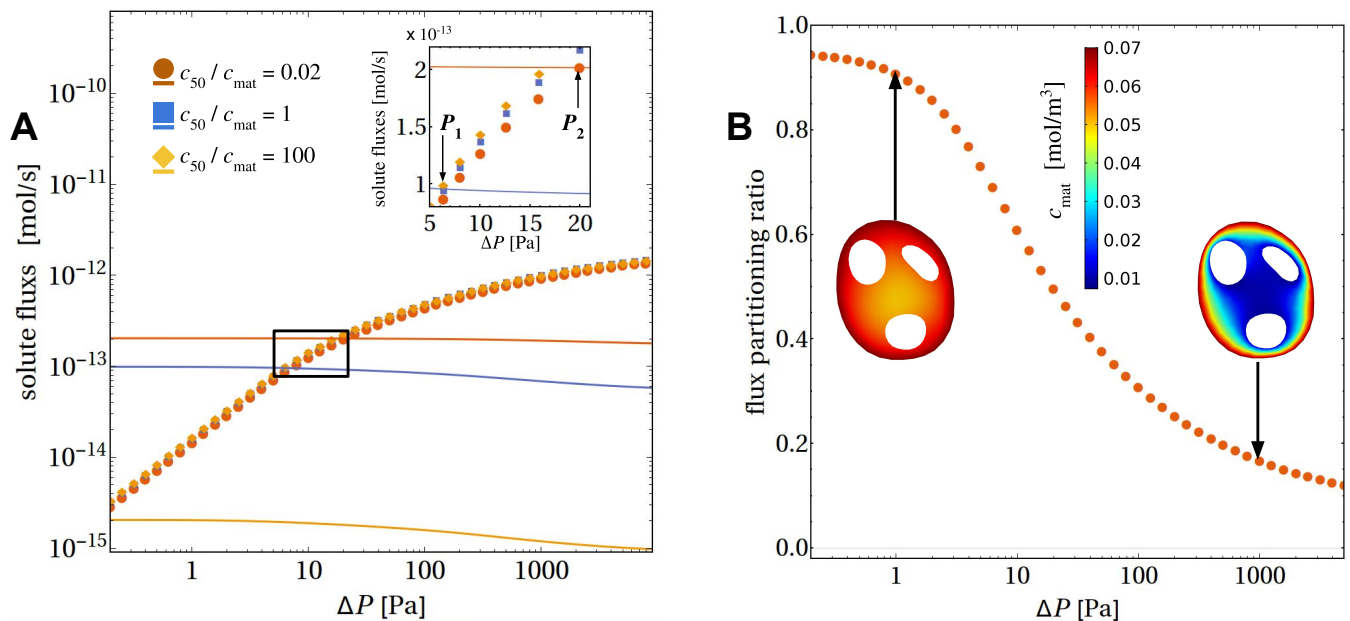 A
solute fluxs [mol/s]
10⁻¹⁰
10⁻¹¹
10⁻¹²
10⁻¹³
10⁻¹⁴
10⁻¹⁵
c₅₀ / cₘₐₜ = 0.02
c₅₀ / cₘₐₜ = 1
c₅₀ / cₘₐₜ = 100
x 10⁻¹³
solute fluxes [mol/s]
2
1.5
1
P₁
P₂
5 10 15 20
ΔP [Pa]
1 10 100 1000
ΔP [Pa]
B
flux partitioning ratio
1.0
0.8
0.6
0.4
0.2
0.0
cₘₐₜ [mol/m³]
0.07
0.06
0.05
0.04
0.03
0.02
0.01
1 10 100 1000
ΔP [Pa]